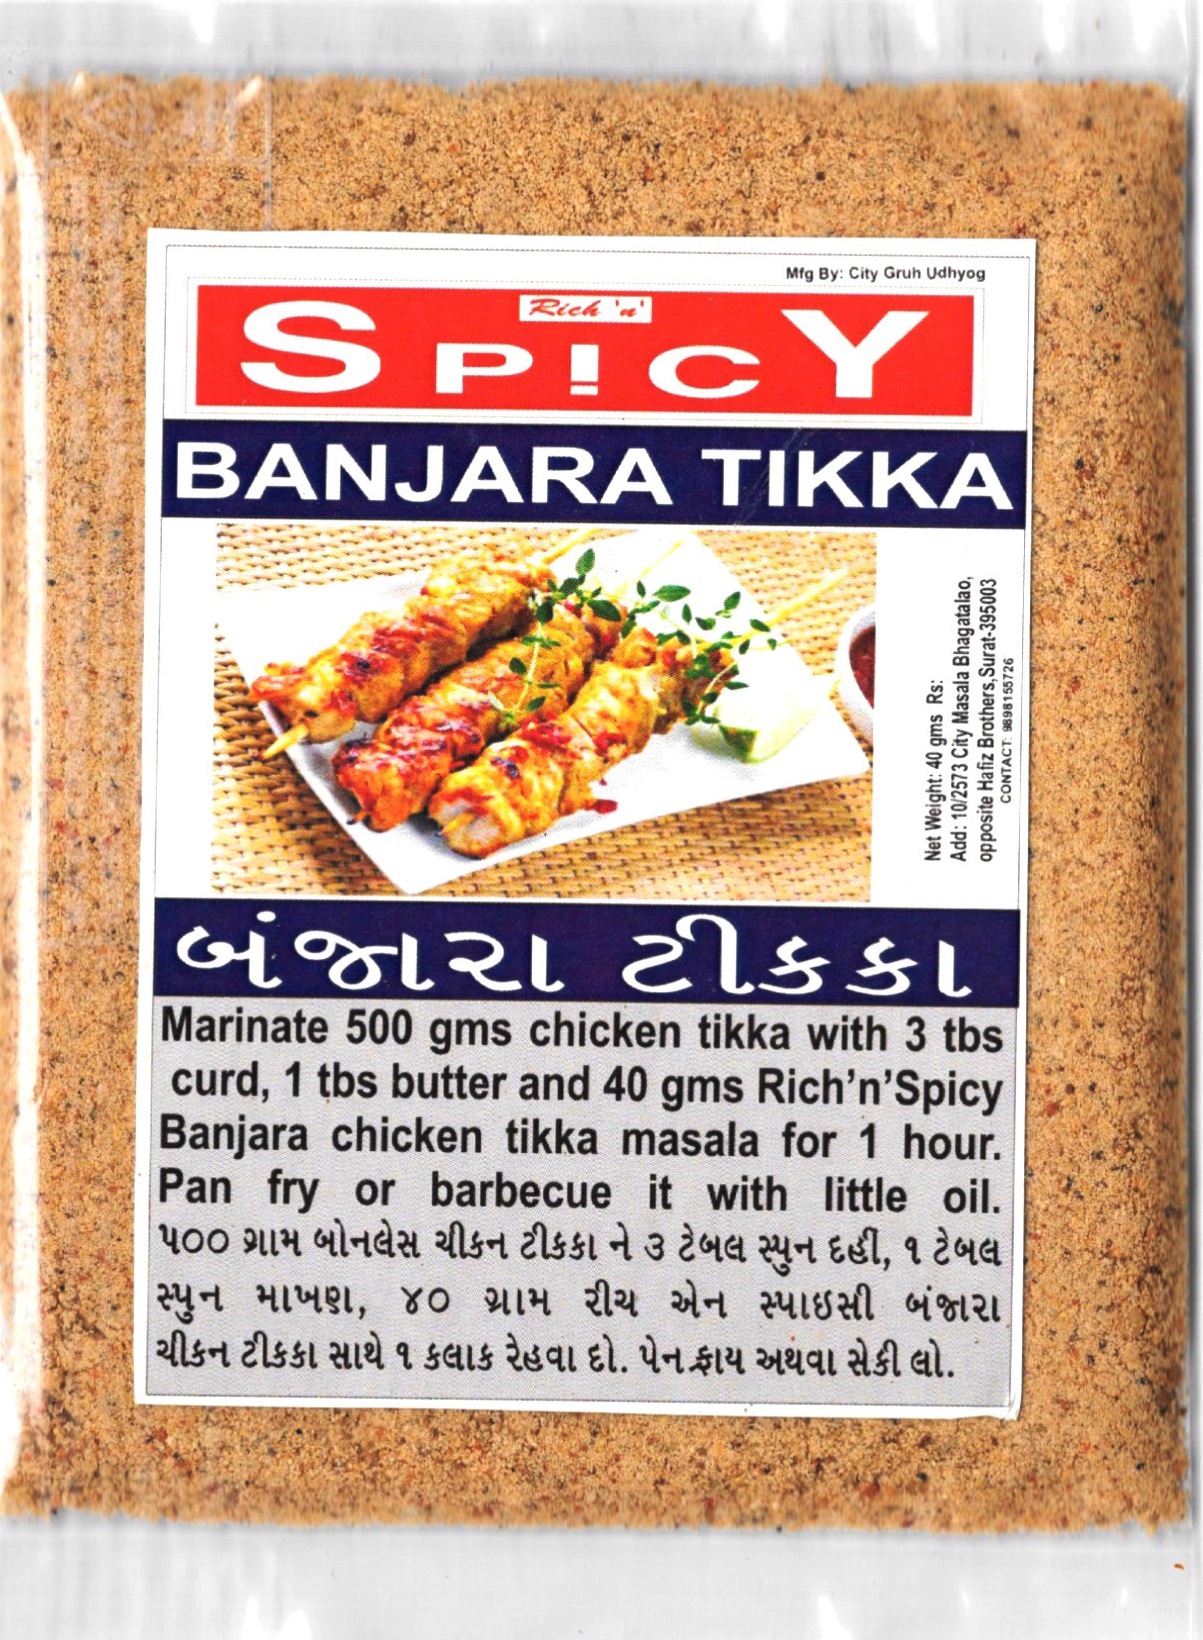 Mfg By: City Gruh Udhyog
Rich 'n'
SP!CY
BANJARA TIKKA
Net Weight: 40 gms Rs:
Add: 10/2573 City Masala Bhagatalao,
opposite Hafiz Brothers,Surat-395003
CONTACT: 9898155726
બંજારા ટીકકા
Marinate 500 gms chicken tikka with 3 tbs
curd, 1 tbs butter and 40 gms Rich’n’Spicy
Banjara chicken tikka masala for 1 hour.
Pan fry or barbecue it with little oil.
૫૦૦ ગ્રામ બોનલેસ ચીકન ટીકકા ને ૩ ટેબલ સ્પુન દહીં, ૧ ટેબલ
સ્પુન માખણ, ૪૦ ગ્રામ રીચ એન સ્પાઇસી બંજારા
ચીકન ટીકકા સાથે ૧ કલાક રેહવા દો. પેન ફ્રાય અથવા સેકી લો.